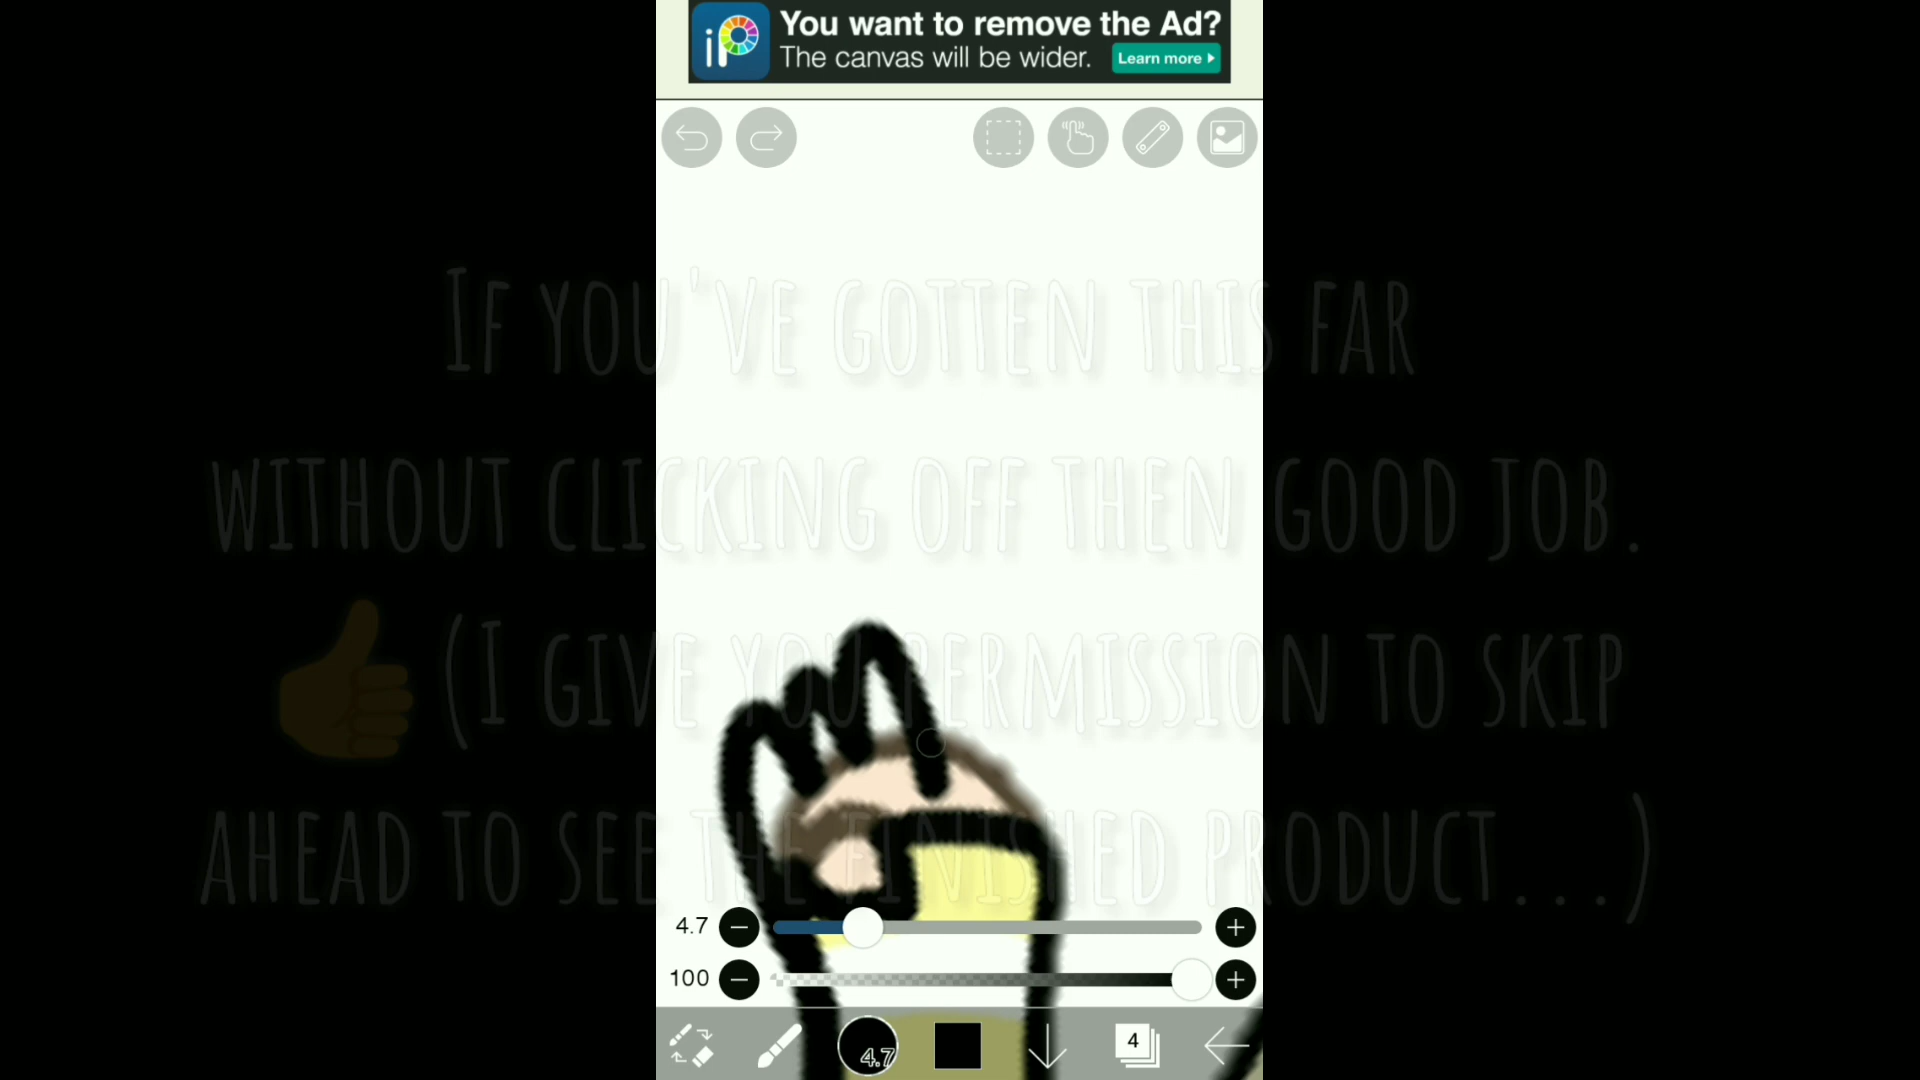 iP You want to remove the Ad?
The canvas will be wider. Learn more
If you've gotten this far
without clicking off then good job.
(I give you permission to skip
ahead to see the finished product...)
4.7
100
4.7
4